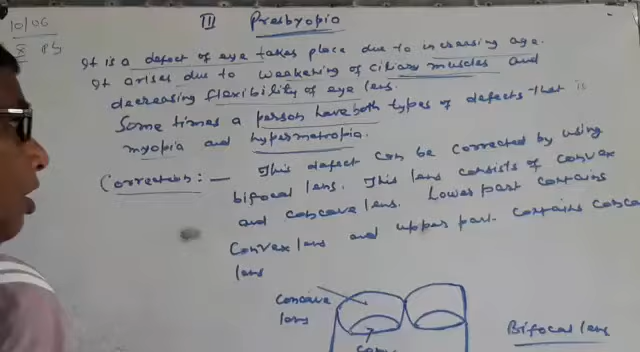 10/06
III Presbyopia
It is a defect of eye takes place due to increasing age.
It arises due to weakening of ciliary muscles and
decreasing flexibility of eye lens.
Some times a person have both types of defects that is
myopia and hypermetropia.
Correction: — This defect can be corrected by using
bifocal lens. This lens consists of convex
and concave lens. Lower part contains
convex lens and upper part contains conca
lens
concave
lens
Bifocal lens